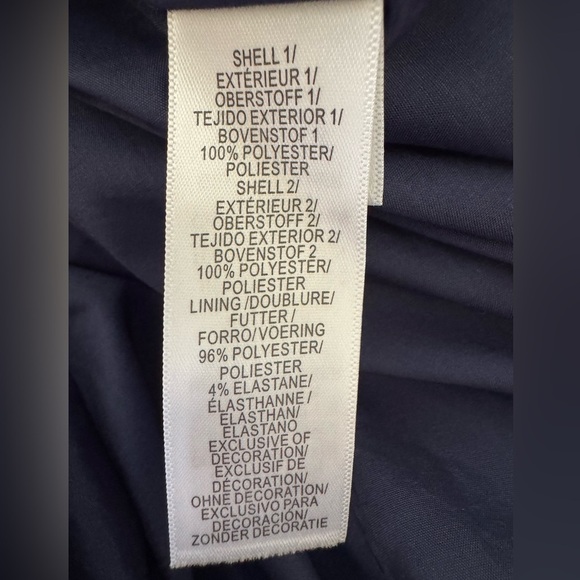 SHELL 1/
EXTÉRIEUR 1/
OBERSTOFF 1/
TEJIDO EXTERIOR 1/
BOVENSTOF 1
100% POLYESTER/
POLIESTER
SHELL 2/
EXTÉRIEUR 2/
OBERSTOFF 2/
TEJIDO EXTERIOR 2/
BOVENSTOF 2
100% POLYESTER/
POLIESTER
LINING /DOUBLURE/
FUTTER/
FORRO/VOERING
96% POLYESTER/
POLIESTER
4% ELASTANE/
ÉLASTHANNE /
ELASTHAN/
ELASTANO
EXCLUSIVE OF
DECORATION/
EXCLUSIF DE
DÉCORATION/
OHNE DECORATION/
EXCLUSIVO PARA
DECORACIÓN/
ZONDER DECORATIE